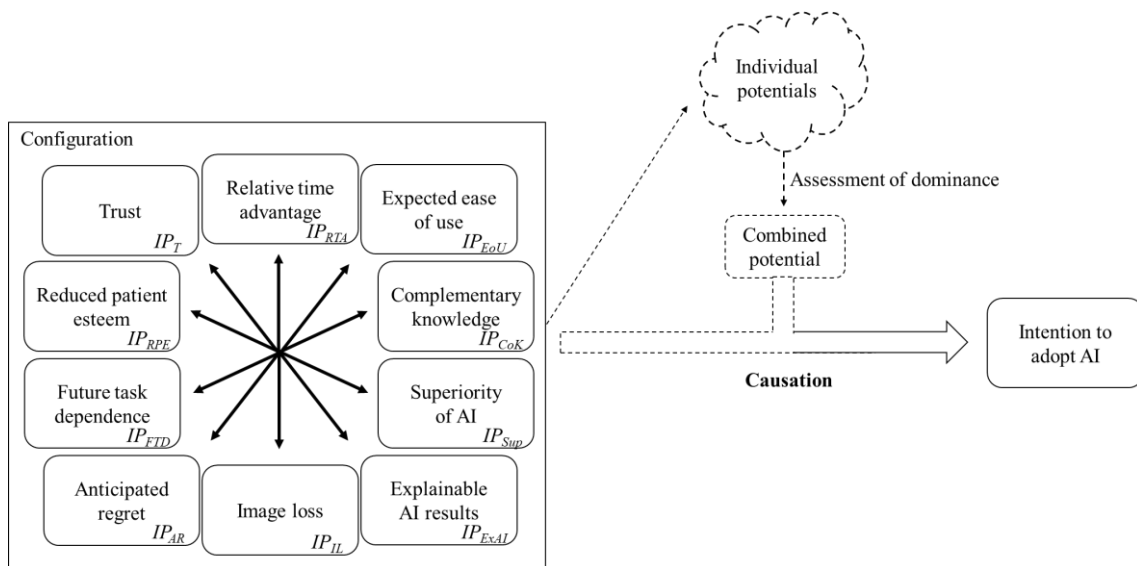 Configuration
Trust
IP_T
Relative time
advantage
IP_RTA
Expected ease
of use
IP_EoU
Reduced patient
esteem
IP_RPE
Complementary
knowledge
IP_CoK
Future task
dependence
IP_FTD
Superiority
of AI
IP_Sup
Anticipated
regret
IP_AR
Image loss
IP_IL
Explainable
AI results
IP_ExAI
Individual
potentials
Assessment of dominance
Combined
potential
Causation
Intention to
adopt AI